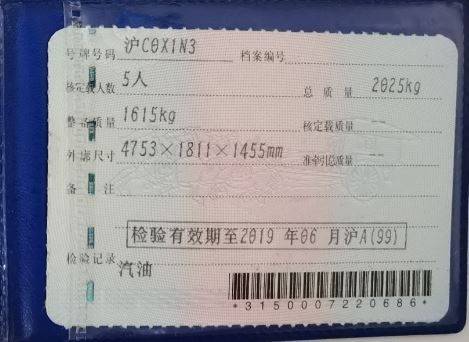 号牌号码 沪C0X1N3 档案编号
核定载人数 5人 总质量 2025kg
整备质量 1615kg 核定载质量 --
外廓尺寸 4753×1811×1455mm 准牵引总质量 --
备注
检验有效期至2019 年06 月沪A(99)
检验记录
汽油
*3150007220686*